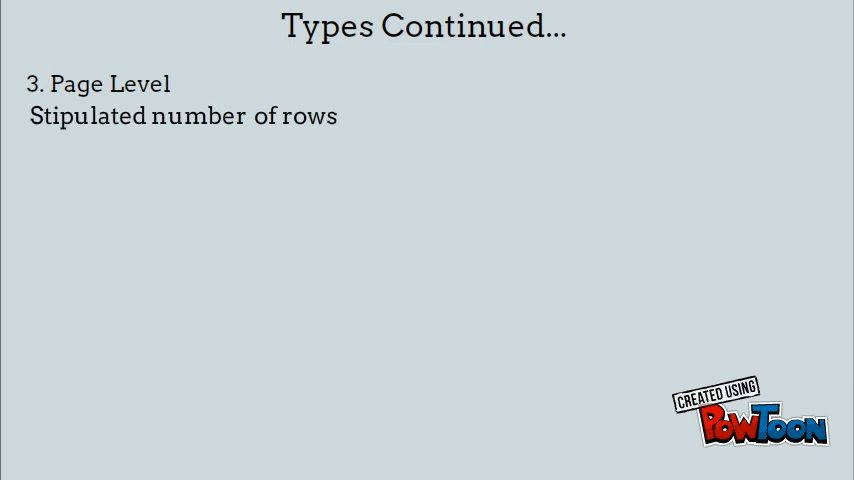 Types Continued...
3. Page Level
Stipulated number of rows
CREATED USING
POWTOON